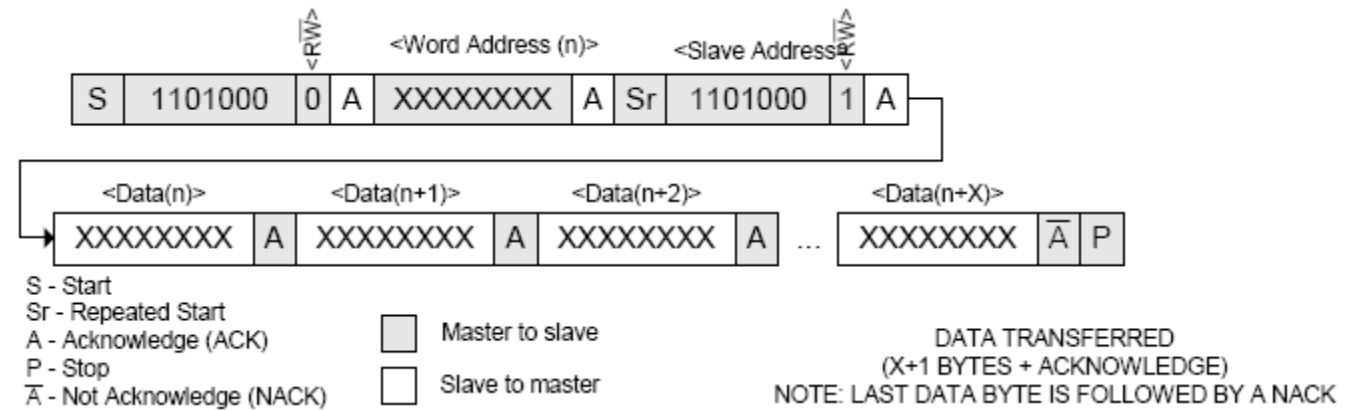 <RW> <Word Address (n)> <Slave Address> <RW>
S 1101000 0 A XXXXXXXX A Sr 1101000 1 A
<Data(n)> <Data(n+1)> <Data(n+2)> <Data(n+X)>
XXXXXXXX A XXXXXXXX A XXXXXXXX A ... XXXXXXXX A̅ P
S - Start
Sr - Repeated Start
A - Acknowledge (ACK)
P - Stop
A̅ - Not Acknowledge (NACK)
Master to slave
Slave to master
DATA TRANSFERRED
(X+1 BYTES + ACKNOWLEDGE)
NOTE: LAST DATA BYTE IS FOLLOWED BY A NACK